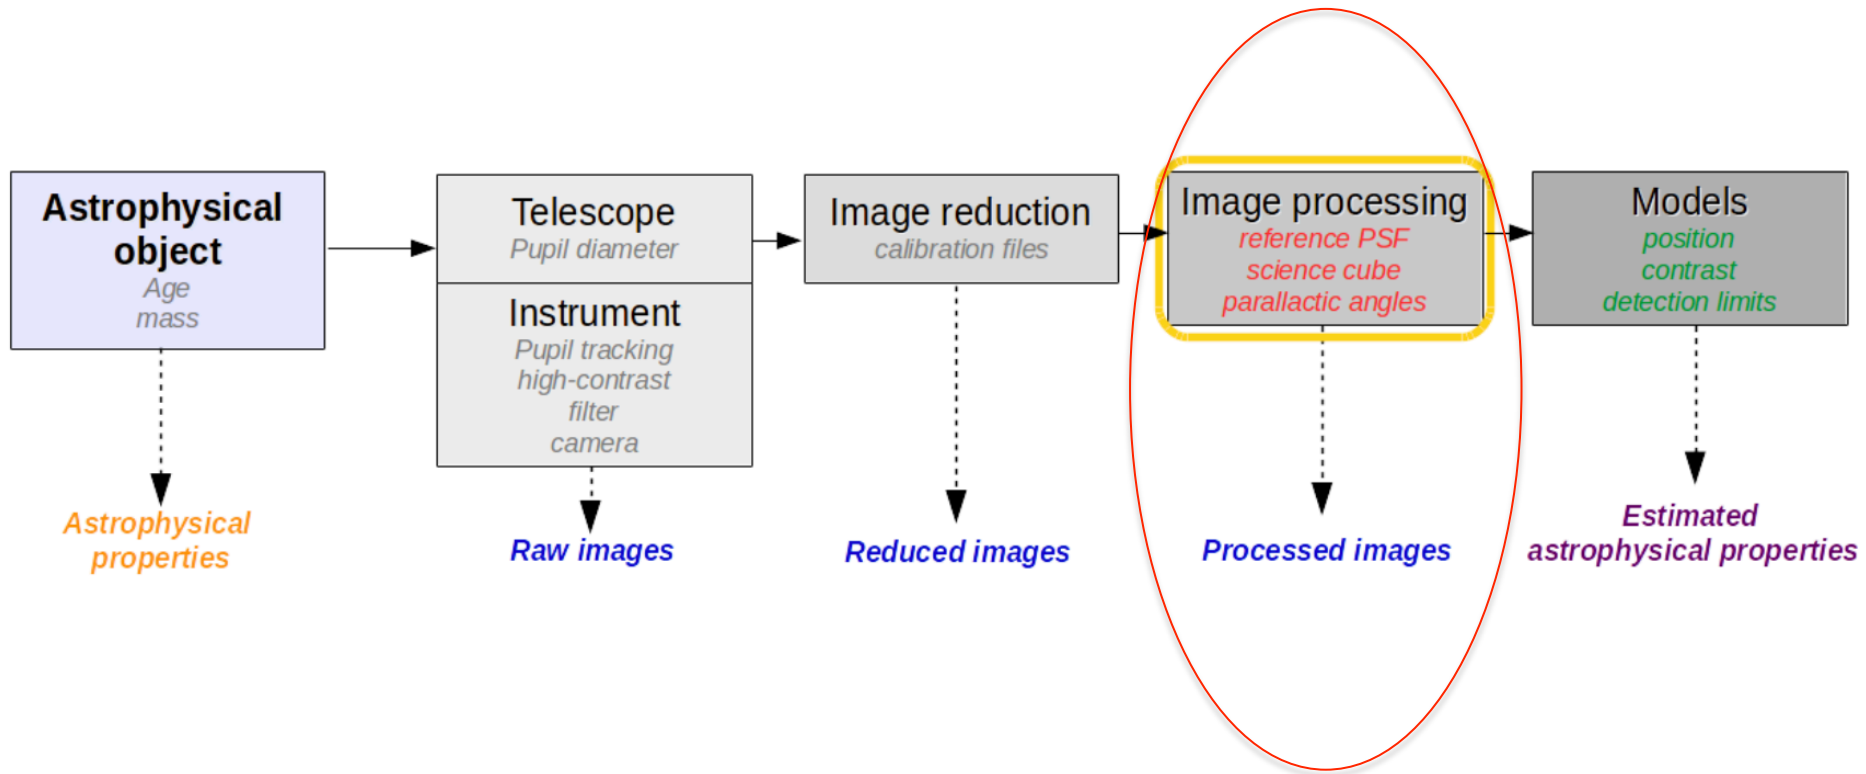 Astrophysical
object
Age
mass
Astrophysical
properties
Telescope
Pupil diameter
Instrument
Pupil tracking
high-contrast
filter
camera
Raw images
Image reduction
calibration files
Reduced images
Image processing
reference PSF
science cube
parallactic angles
Processed images
Models
position
contrast
detection limits
Estimated
astrophysical properties